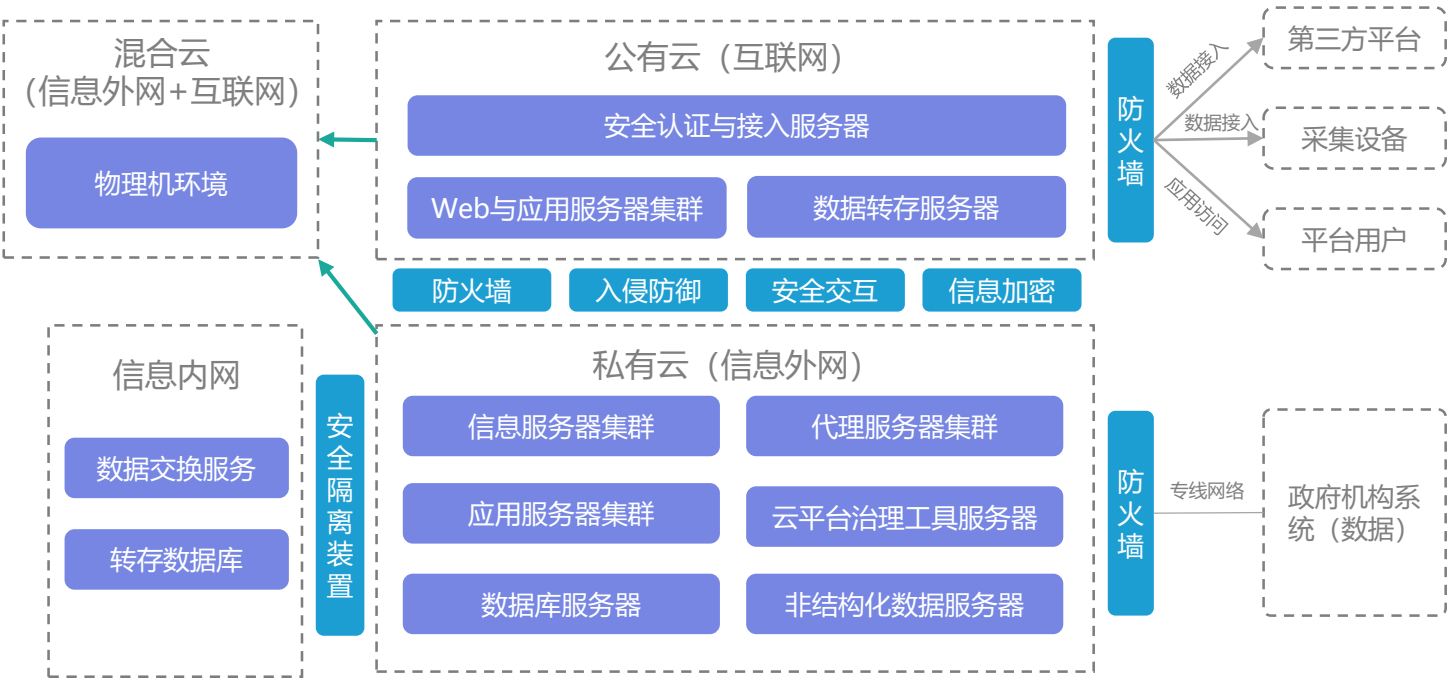 混合云
（信息外网+互联网）
物理机环境
公有云（互联网）
安全认证与接入服务器
Web与应用服务器集群
数据转存服务器
防火墙
数据接入
数据接入
应用访问
第三方平台
采集设备
平台用户
防火墙
入侵防御
安全交互
信息加密
信息内网
数据交换服务
转存数据库
安全隔离装置
私有云（信息外网）
信息服务器集群
代理服务器集群
应用服务器集群
云平台治理工具服务器
数据库服务器
非结构化数据服务器
防火墙
专线网络
政府机构系
统（数据）